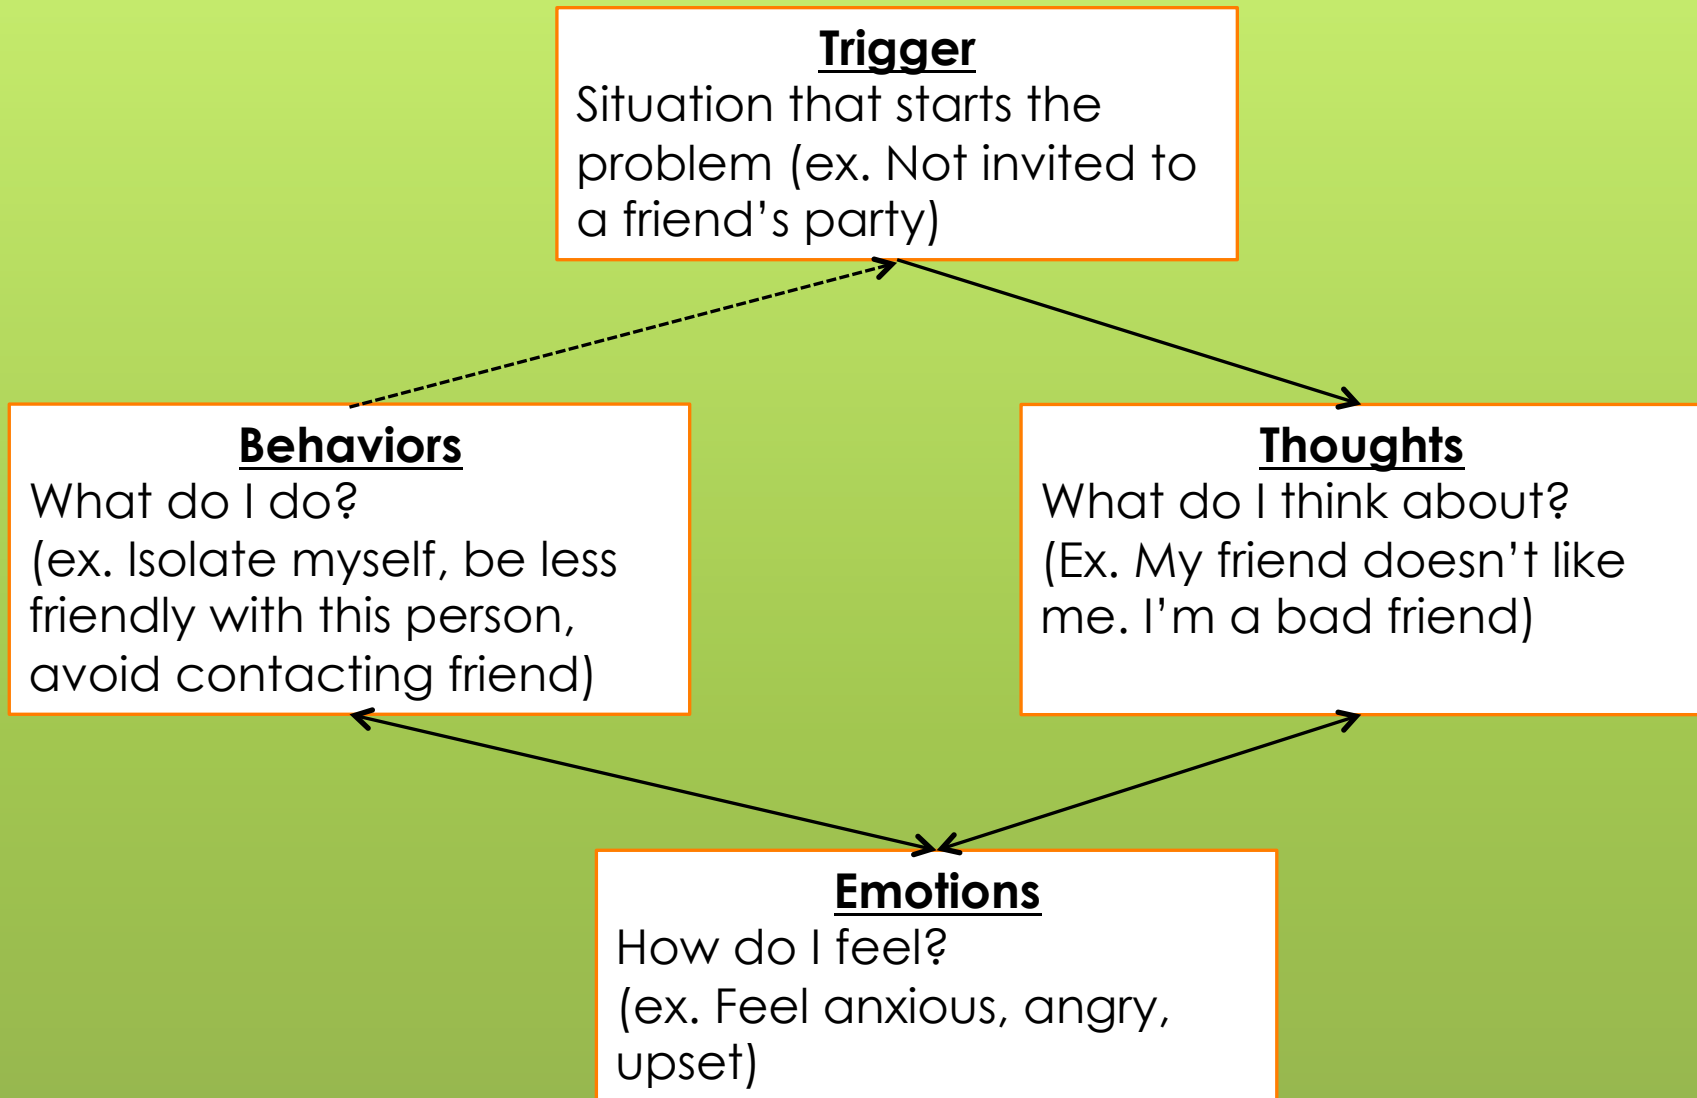 Trigger
Situation that starts the
problem (ex. Not invited to
a friend’s party)
Behaviors
What do I do?
(ex. Isolate myself, be less
friendly with this person,
avoid contacting friend)
Thoughts
What do I think about?
(Ex. My friend doesn’t like
me. I’m a bad friend)
Emotions
How do I feel?
(ex. Feel anxious, angry,
upset)